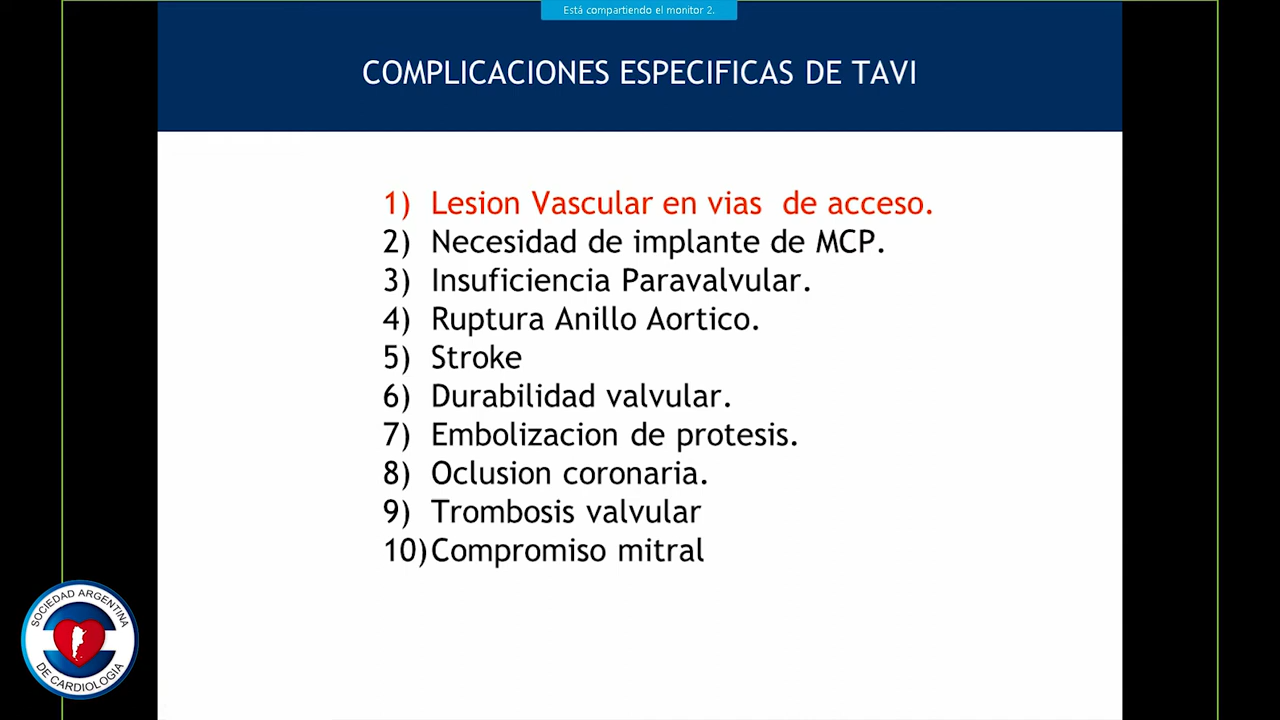 Está compartiendo el monitor 2.
COMPLICACIONES ESPECIFICAS DE TAVI
1) Lesion Vascular en vias de acceso.
2) Necesidad de implante de MCP.
3) Insuficiencia Paravalvular.
4) Ruptura Anillo Aortico.
5) Stroke
6) Durabilidad valvular.
7) Embolizacion de protesis.
8) Oclusion coronaria.
9) Trombosis valvular
10) Compromiso mitral
SOCIEDAD ARGENTINA
DE CARDIOLOGIA